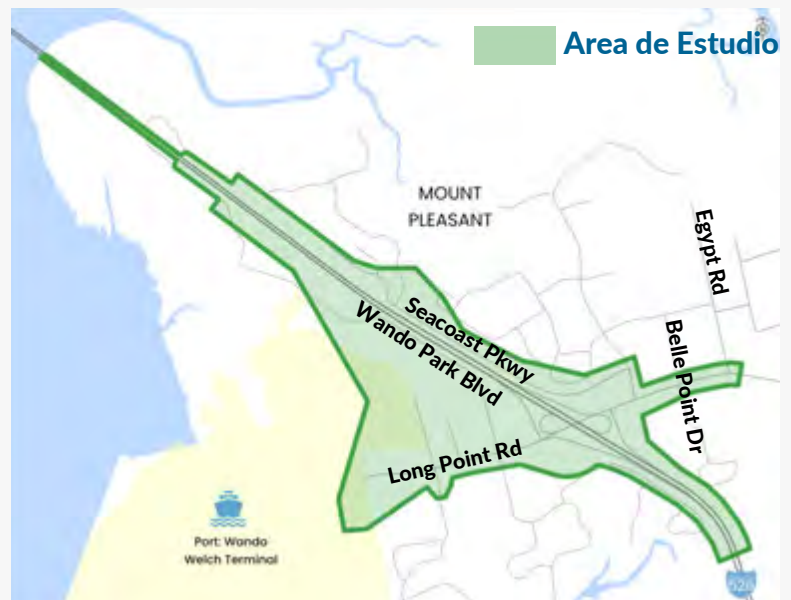 Area de Estudio
MOUNT
PLEASANT
Egypt Rd
Seacoast Pkwy
Wando Park Blvd
Belle Point Dr
Long Point Rd
Port: Wando
Welch Terminal
526